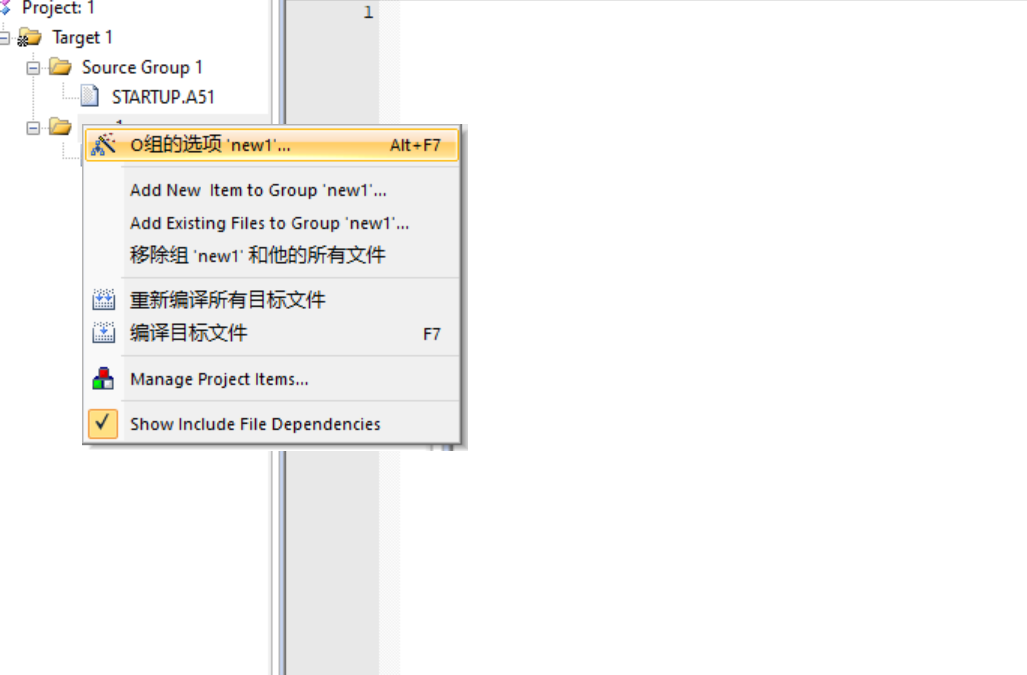 Project: 1
1
Target 1
Source Group 1
STARTUP.A51
O组的选项 'new1'... Alt+F7
Add New Item to Group 'new1'...
Add Existing Files to Group 'new1'...
移除组 'new1' 和他的所有文件
重新编译所有目标文件
编译目标文件 F7
Manage Project Items...
Show Include File Dependencies